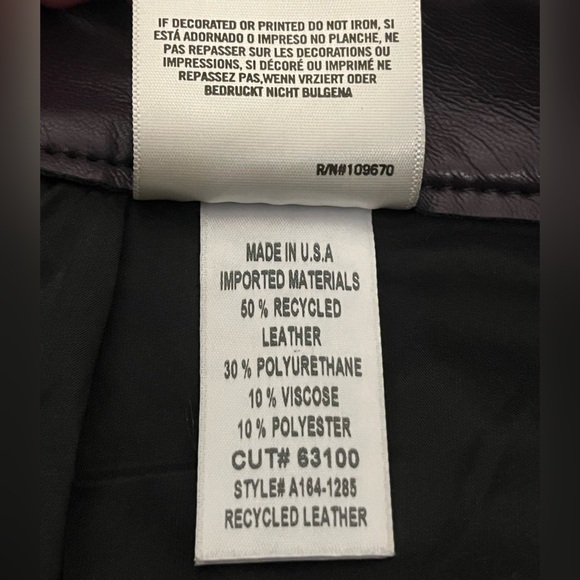 IF DECORATED OR PRINTED DO NOT IRON, SI
ESTÁ ADORNADO O IMPRESO NO PLANCHE, NE
PAS REPASSER SUR LES DECORATIONS OU
IMPRESSIONS, SI DÉCORÉ OU IMPRIMÉ NE
REPASSEZ PAS,WENN VRZIERT ODER
BEDRUCKT NICHT BULGENA
R/N#109670
MADE IN U.S.A
IMPORTED MATERIALS
50 % RECYCLED
LEATHER
30 % POLYURETHANE
10 % VISCOSE
10 % POLYESTER
CUT# 63100
STYLE# A164-1285
RECYCLED LEATHER